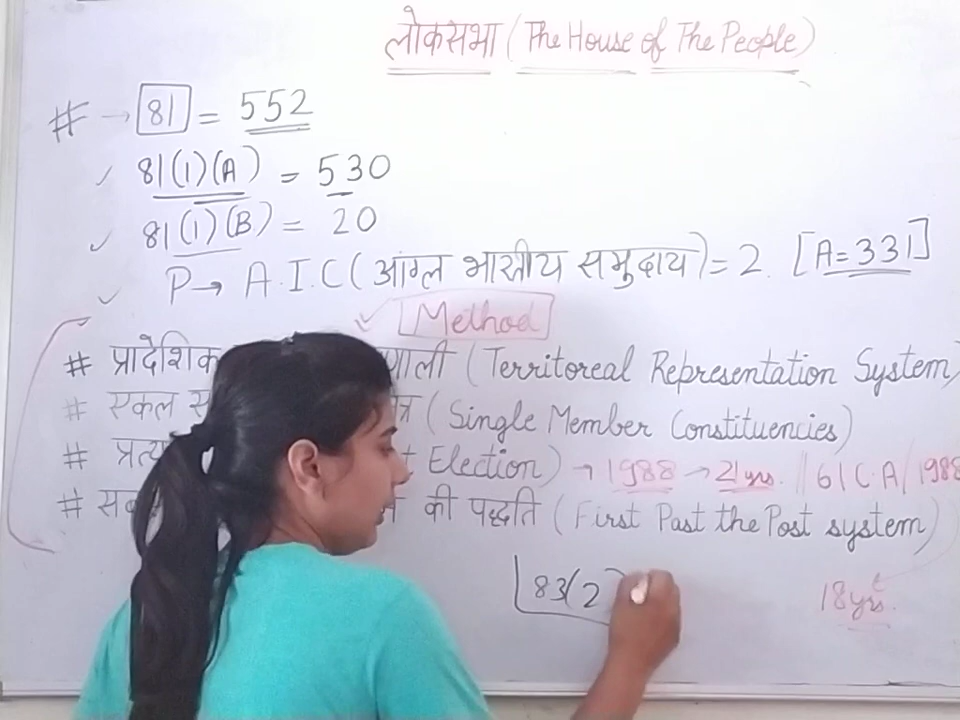 लोकसभा (The House of The People)
# → 81 = 552
✓ 81(1)(A) = 530
✓ 81(1)(B) = 20
✓ P → A.I.C (आंग्ल भारतीय समुदाय) = 2. [A = 331]
✓ Method
# प्रादेशिक णाली (Territoreal Representation System)
# एकल (Single Member Constituencies)
# Election) → 1988 → 21 yrs. // 61 C.A / 1988
# की पद्धति (First Past the Post system)
83(2)
18 yrs.